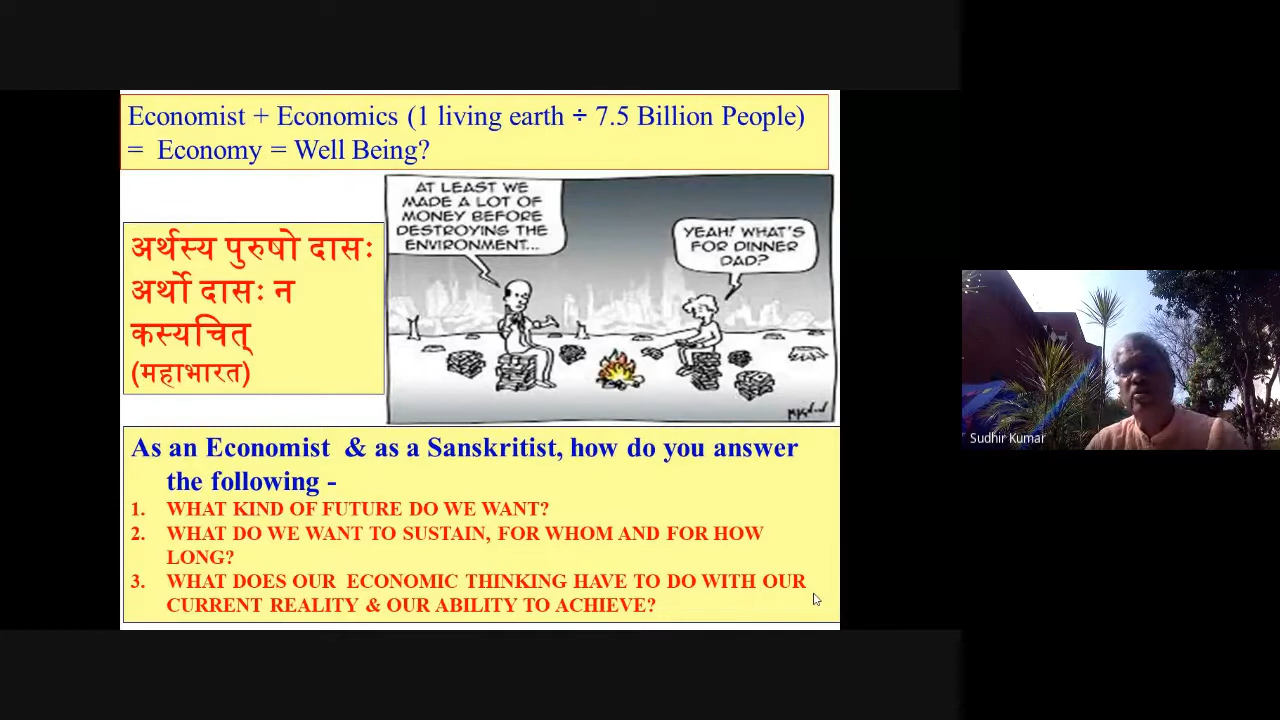 Economist + Economics (1 living earth ÷ 7.5 Billion People)
= Economy = Well Being?
अर्थस्य पुरुषो दासः
अर्थो दासः न
कस्यचित्
(महाभारत)
AT LEAST WE
MADE A LOT OF
MONEY BEFORE
DESTROYING THE
ENVIRONMENT...
YEAH! WHAT'S
FOR DINNER
DAD?
As an Economist & as a Sanskritist, how do you answer
the following -
1. WHAT KIND OF FUTURE DO WE WANT?
2. WHAT DO WE WANT TO SUSTAIN, FOR WHOM AND FOR HOW
LONG?
3. WHAT DOES OUR ECONOMIC THINKING HAVE TO DO WITH OUR
CURRENT REALITY & OUR ABILITY TO ACHIEVE?
Sudhir Kumar